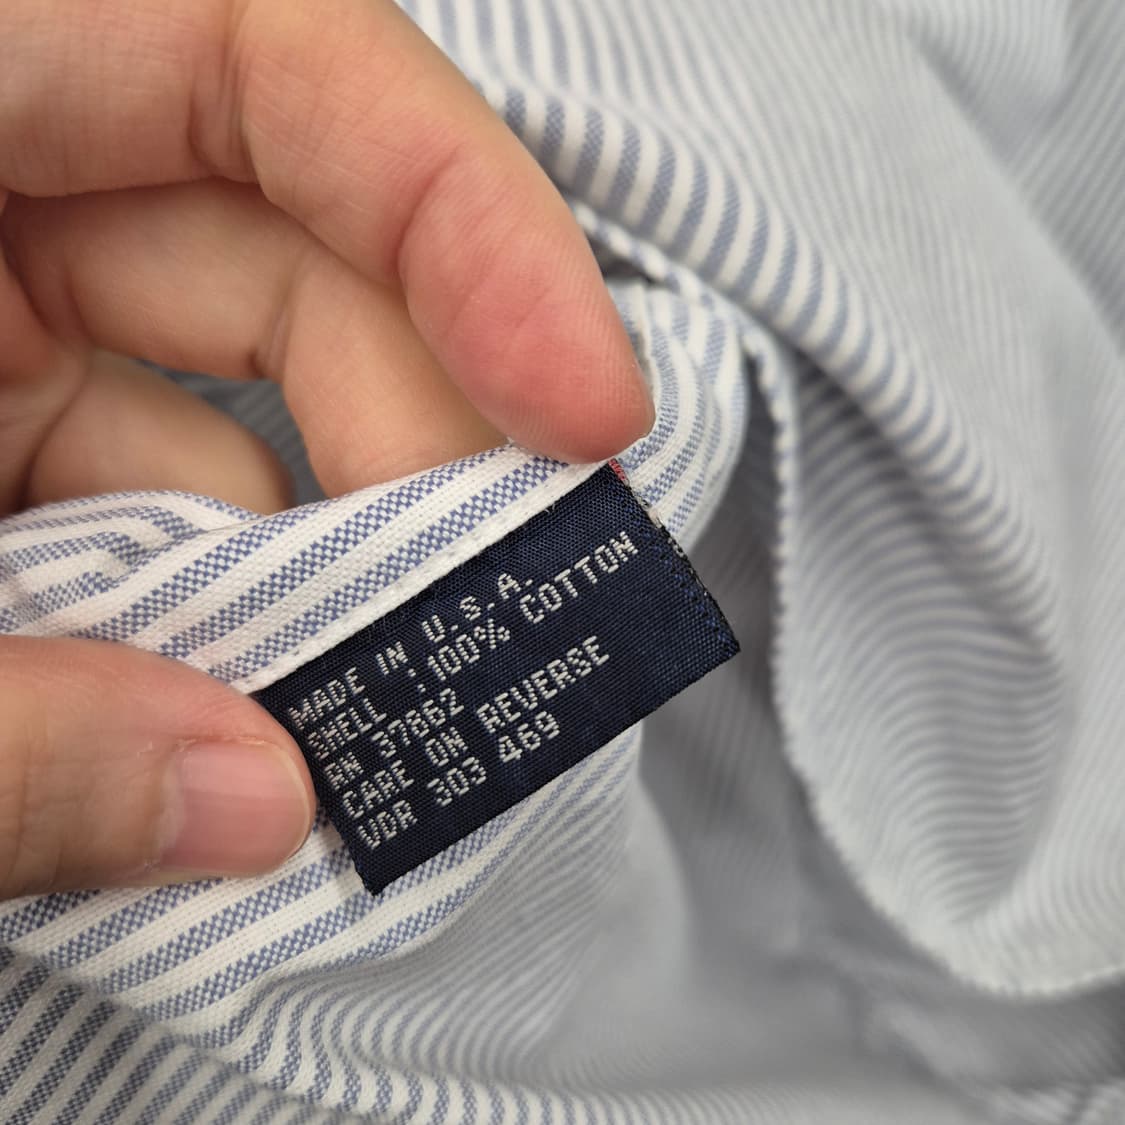 MADE IN U.S.A.
SHELL :100% COTTON
RN 37862
CARE ON REVERSE
VDR 303 469